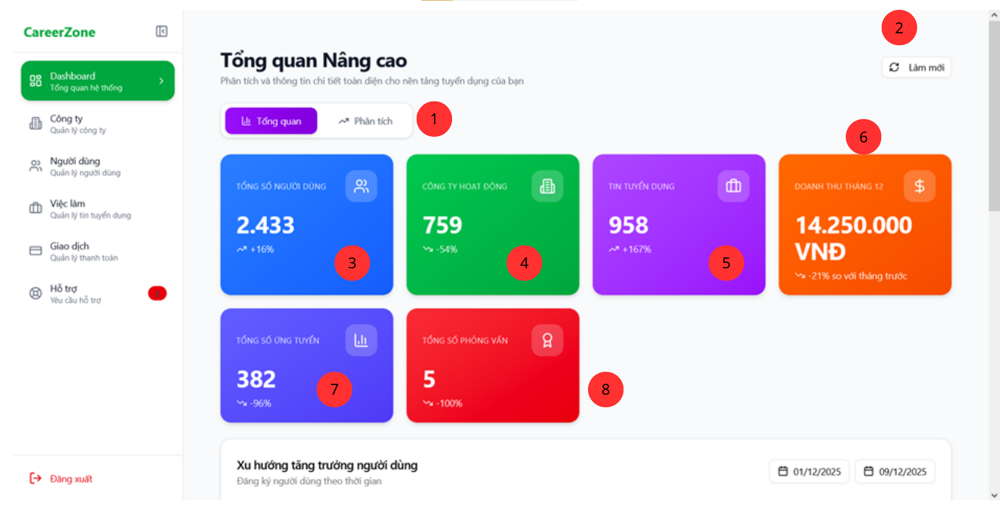 CareerZone
Dashboard
Tổng quan hệ thống
Công ty
Quản lý công ty
Người dùng
Quản lý người dùng
Việc làm
Quản lý tin tuyển dụng
Giao dịch
Quản lý thanh toán
Hỗ trợ
Yêu cầu hỗ trợ
2
Đăng xuất
2
Tổng quan Nâng cao
Làm mới
Phân tích và thông tin chi tiết toàn diện cho nền tảng tuyển dụng của bạn
Tổng quan
Phân tích
1
6
TỔNG SỐ NGƯỜI DÙNG
2.433
+16%
3
CÔNG TY HOẠT ĐỘNG
759
-54%
4
TIN TUYỂN DỤNG
958
+167%
5
DOANH THU THÁNG 12
14.250.000
VNĐ
-21% so với tháng trước
TỔNG SỐ ỨNG TUYỂN
382
-96%
7
TỔNG SỐ PHỎNG VẤN
5
-100%
8
Xu hướng tăng trưởng người dùng
Đăng ký người dùng theo thời gian
01/12/2025
09/12/2025